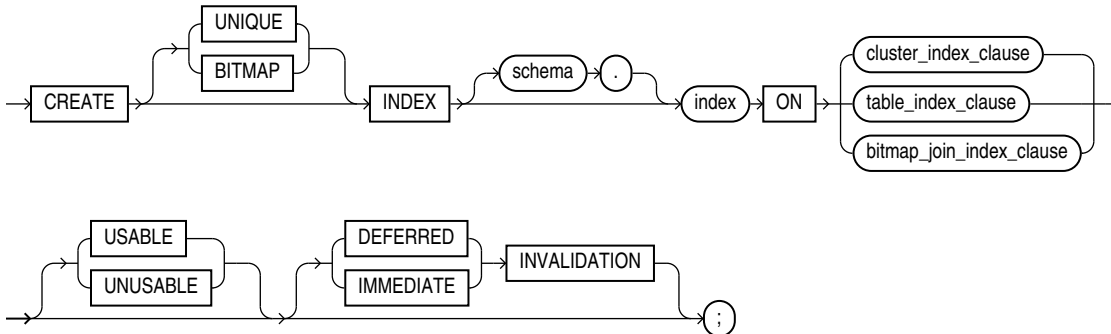 UNIQUE
BITMAP
schema .
cluster_index_clause
CREATE INDEX index ON table_index_clause
bitmap_join_index_clause
USABLE DEFERRED
UNUSABLE IMMEDIATE INVALIDATION
;